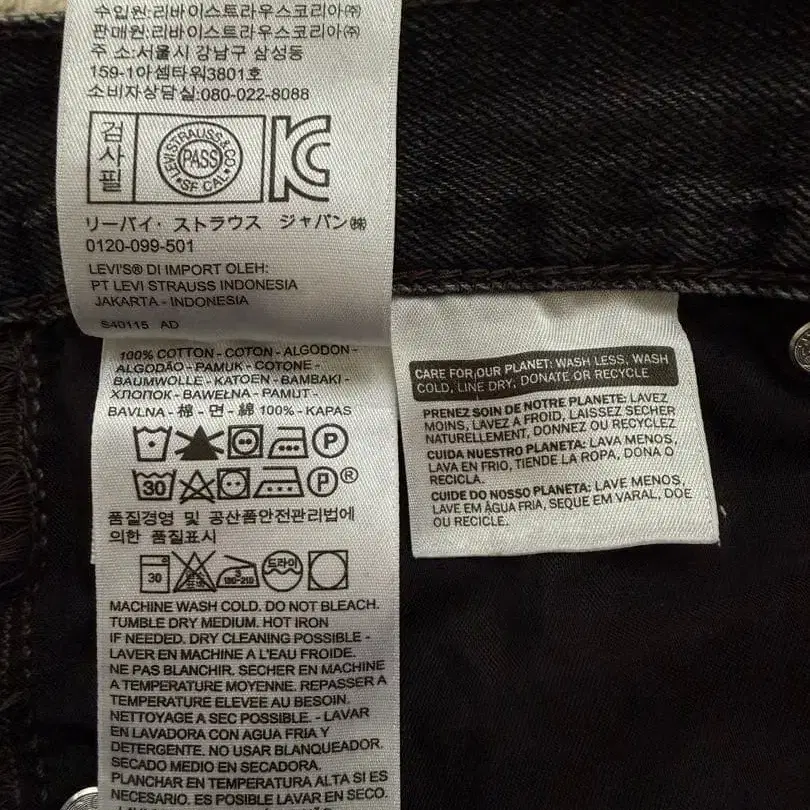 수입원:리바이스트라우스코리아㈜
판매원:리바이스트라우스코리아㈜
주 소:서울시 강남구 삼성동
159-1아셈타워3801호
소비자상담실:080-022-8088
검사필
LEVI STRAUSS & CO
PASS
SF CAL
リーバイ・ストラウス ジャパン㈱
0120-099-501
LEVI'S® DI IMPORT OLEH:
PT LEVI STRAUSS INDONESIA
JAKARTA - INDONESIA
S40115 AD
100% COTTON - COTON - ALGODON -
ALGODÃO - PAMUK - COTONE -
BAUMWOLLE - KATOEN - BAMBAKI -
ХЛОПОК - BAWEŁNA - PAMUT -
BAVLNA - 棉 - 면 - 綿 100% - KAPAS
P
30
P®
품질경영 및 공산품안전관리법에
의한 품질표시
30
180-210
드라이
MACHINE WASH COLD. DO NOT BLEACH.
TUMBLE DRY MEDIUM. HOT IRON
IF NEEDED. DRY CLEANING POSSIBLE -
LAVER EN MACHINE A L'EAU FROIDE.
NE PAS BLANCHIR. SECHER EN MACHINE
A TEMPERATURE MOYENNE. REPASSER A
TEMPERATURE ELEVEE AU BESOIN.
NETTOYAGE A SEC POSSIBLE. - LAVAR
EN LAVADORA CON AGUA FRIA Y
DETERGENTE. NO USAR BLANQUEADOR.
SECADO MEDIO EN SECADORA.
PLANCHAR EN TEMPERATURA ALTA SI ES
NECESARIO. ES POSIBLE LAVAR EN SECO.
CARE FOR OUR PLANET: WASH LESS, WASH
COLD, LINE DRY, DONATE OR RECYCLE
PRENEZ SOIN DE NOTRE PLANETE: LAVEZ
MOINS, LAVEZ A FROID, LAISSEZ SECHER
NATURELLEMENT, DONNEZ OU RECYCLEZ
CUIDA NUESTRO PLANETA: LAVA MENOS,
LAVA EN FRIO, TIENDE LA ROPA, DONA O
RECICLA.
CUIDE DO NOSSO PLANETA: LAVE MENOS,
LAVE EM ÁGUA FRIA, SEQUE EM VARAL, DOE
OU RECICLE.